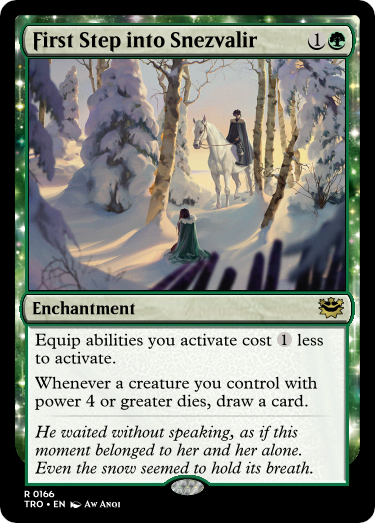 First Step into Snezvalir 1
Enchantment
Equip abilities you activate cost 1 less
to activate.
Whenever a creature you control with
power 4 or greater dies, draw a card.
He waited without speaking, as if this
moment belonged to her and her alone.
Even the snow seemed to hold its breath.
R 0166
TRO • EN Aw Anoi